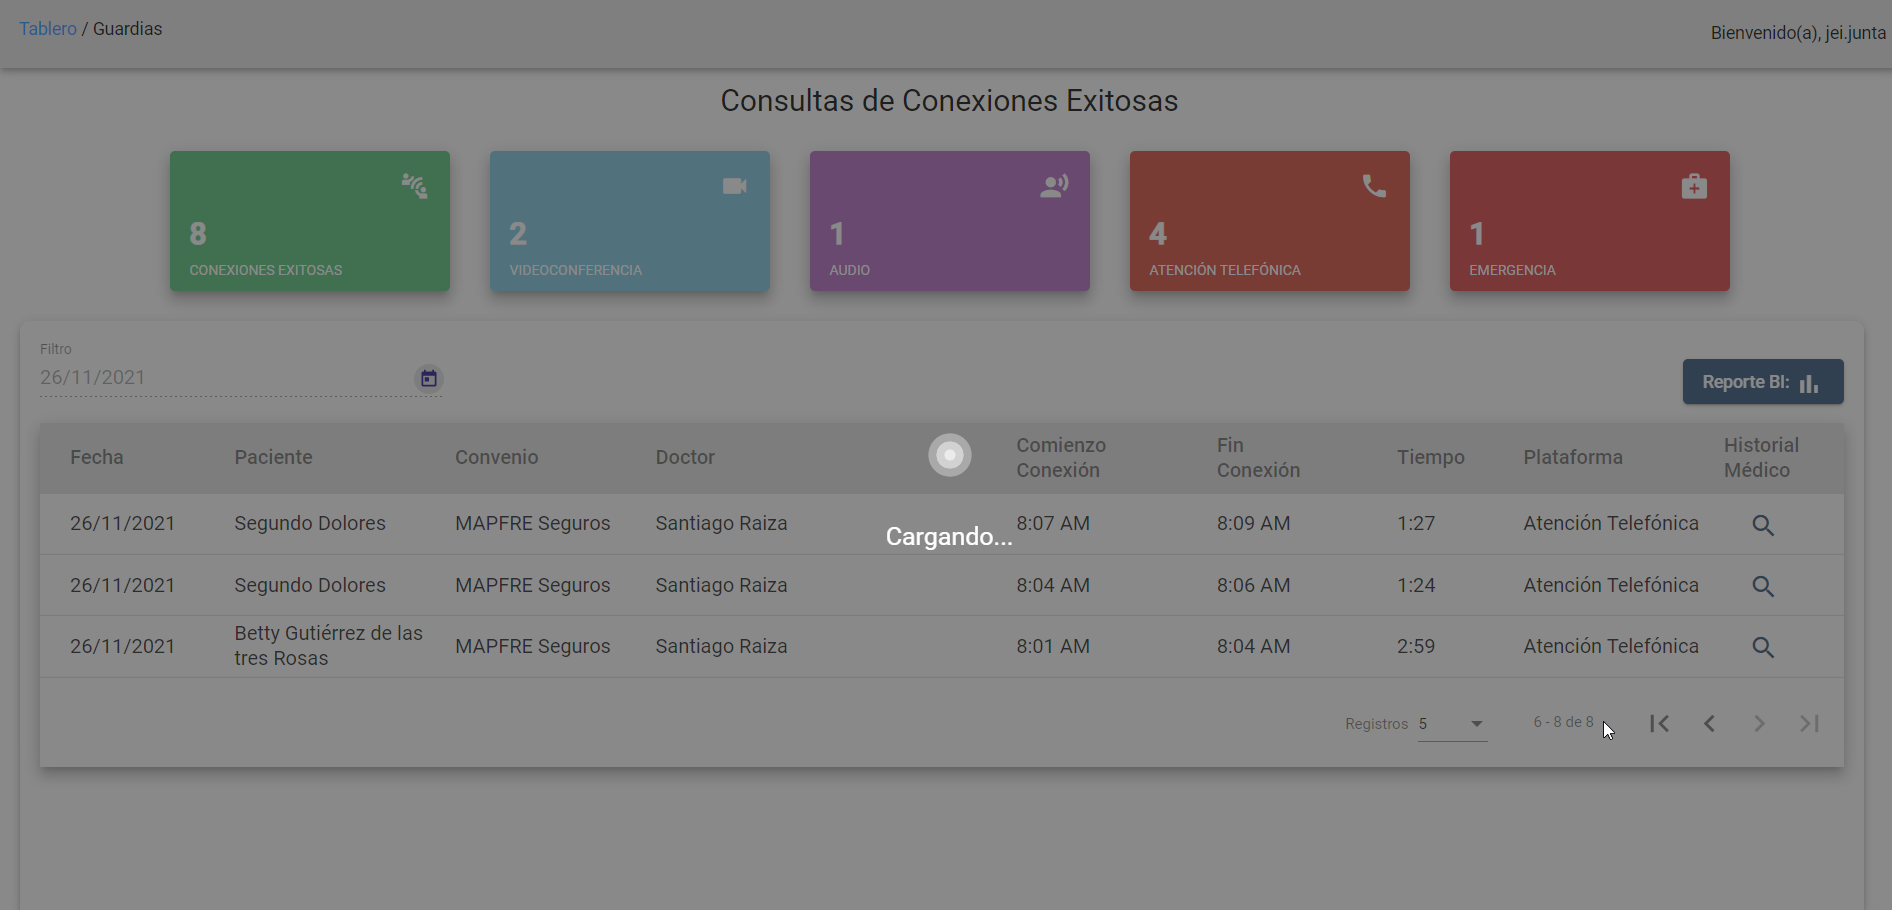 Tablero / Guardias
Bienvenido(a), jei.junta
Consultas de Conexiones Exitosas
8
CONEXIONES EXITOSAS
2
VIDEOCONFERENCIA
1
AUDIO
4
ATENCIÓN TELEFÓNICA
1
EMERGENCIA
Filtro
26/11/2021
Reporte BI:
Fecha Paciente Convenio Doctor Comienzo Conexión Fin Conexión Tiempo Plataforma Historial Médico
26/11/2021 Segundo Dolores MAPFRE Seguros Santiago Raiza 8:07 AM 8:09 AM 1:27 Atención Telefónica
Cargando...
26/11/2021 Segundo Dolores MAPFRE Seguros Santiago Raiza 8:04 AM 8:06 AM 1:24 Atención Telefónica
26/11/2021 Betty Gutiérrez de las tres Rosas MAPFRE Seguros Santiago Raiza 8:01 AM 8:04 AM 2:59 Atención Telefónica
Registros 5 6 - 8 de 8